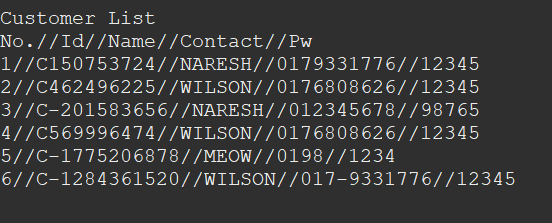 Customer List
No.//Id//Name//Contact//Pw
1//C150753724//NARESH//0179331776//12345
2//C462496225//WILSON//0176808626//12345
3//C-201583656//NARESH//012345678//98765
4//C569996474//WILSON//0176808626//12345
5//C-1775206878//MEOW//0198//1234
6//C-1284361520//WILSON//017-9331776//12345